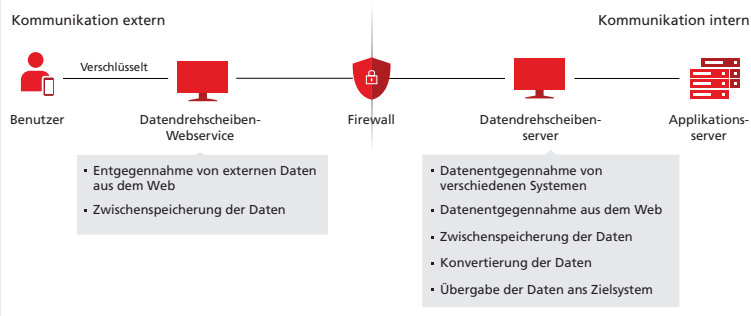 Kommunikation extern
Kommunikation intern
Verschlüsselt
Benutzer
Datendrehscheiben-
Webservice
Firewall
Datendrehscheiben-
server
Applikations-
server
▪ Entgegennahme von externen Daten
aus dem Web
▪ Zwischenspeicherung der Daten
▪ Datenentgegennahme von
verschiedenen Systemen
▪ Datenentgegennahme aus dem Web
▪ Zwischenspeicherung der Daten
▪ Konvertierung der Daten
▪ Übergabe der Daten ans Zielsystem